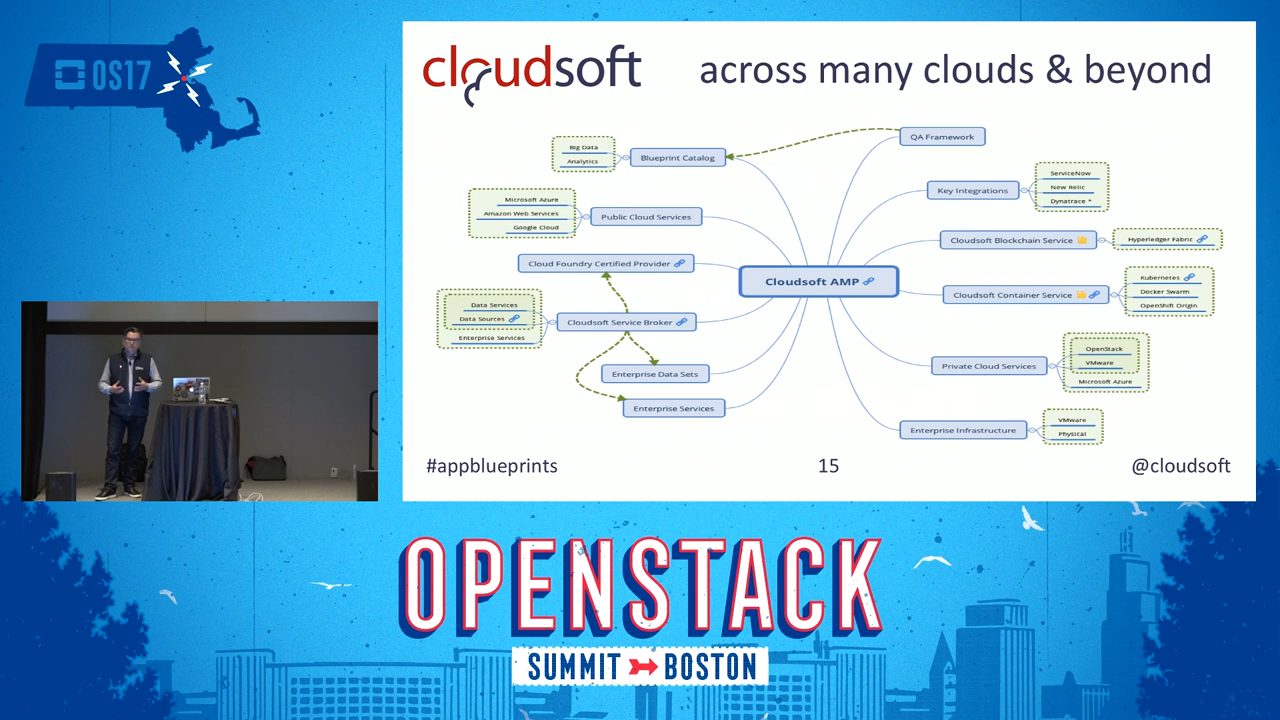 OS17
cloudsoft
across many clouds & beyond
Big Data
Analytics
Blueprint Catalog
QA Framework
Microsoft Azure
Amazon Web Services
Google Cloud
Public Cloud Services
Key Integrations
ServiceNow
New Relic
Dynatrace *
Cloud Foundry Certified Provider
Cloudsoft AMP
Cloudsoft Blockchain Service
Hyperledger Fabric
Data Services
Data Sources
Enterprise Services
Cloudsoft Service Broker
Cloudsoft Container Service
Kubernetes
Docker Swarm
OpenShift Origin
Enterprise Data Sets
Enterprise Services
Private Cloud Services
OpenStack
VMware
Microsoft Azure
Enterprise Infrastructure
VMware
Physical
#appblueprints
15
@cloudsoft
OPENSTACK
SUMMIT BOSTON